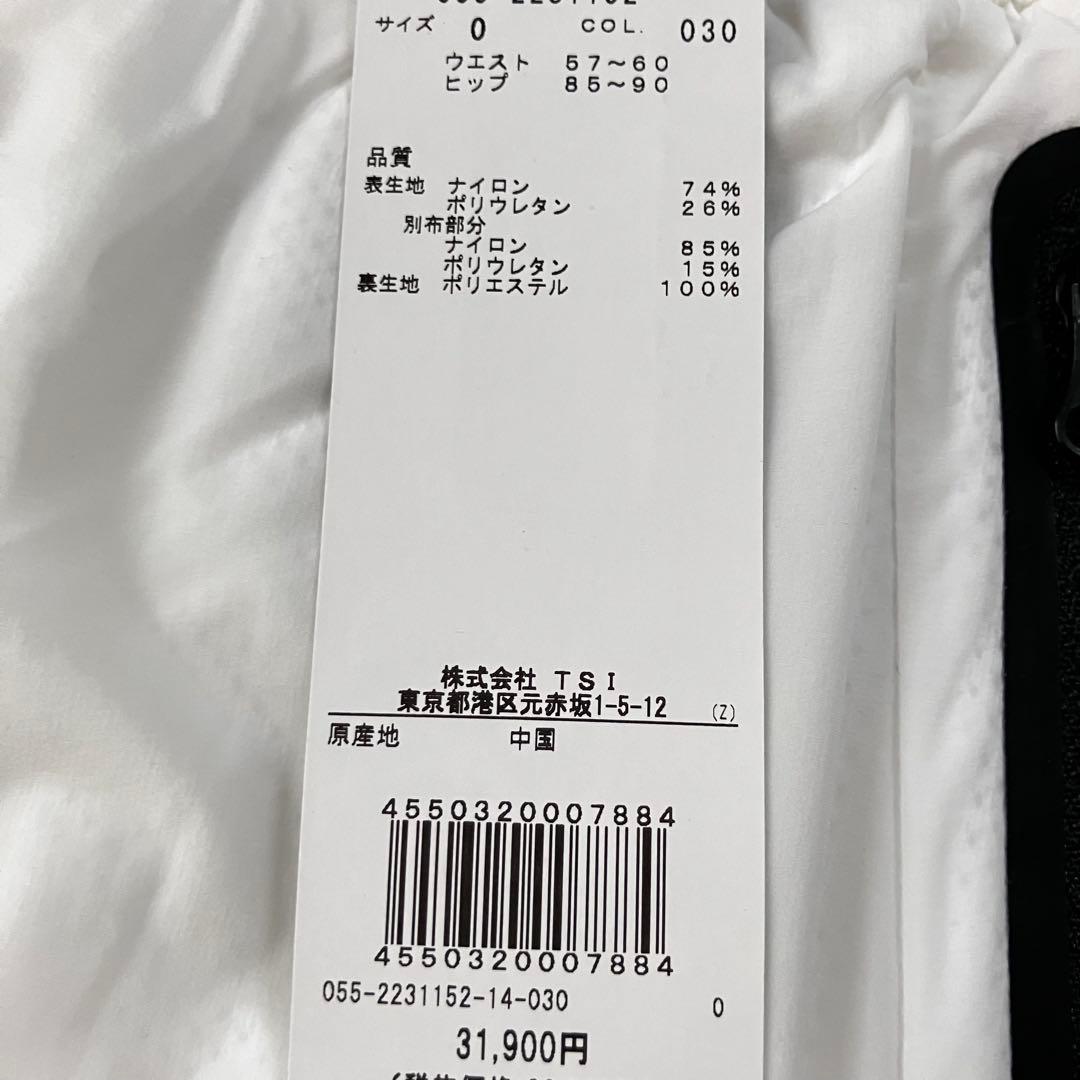 サイズ 0 COL. 030
ウエスト 57～60
ヒップ 85～90
品質
表生地 ナイロン 74%
ポリウレタン 26%
別布部分
ナイロン 85%
ポリウレタン 15%
裏生地 ポリエステル 100%
株式会社 TSI
東京都港区元赤坂1-5-12 (Z)
原産地 中国
4550320007884
4550320007884
055-2231152-14-030 0
31,900円